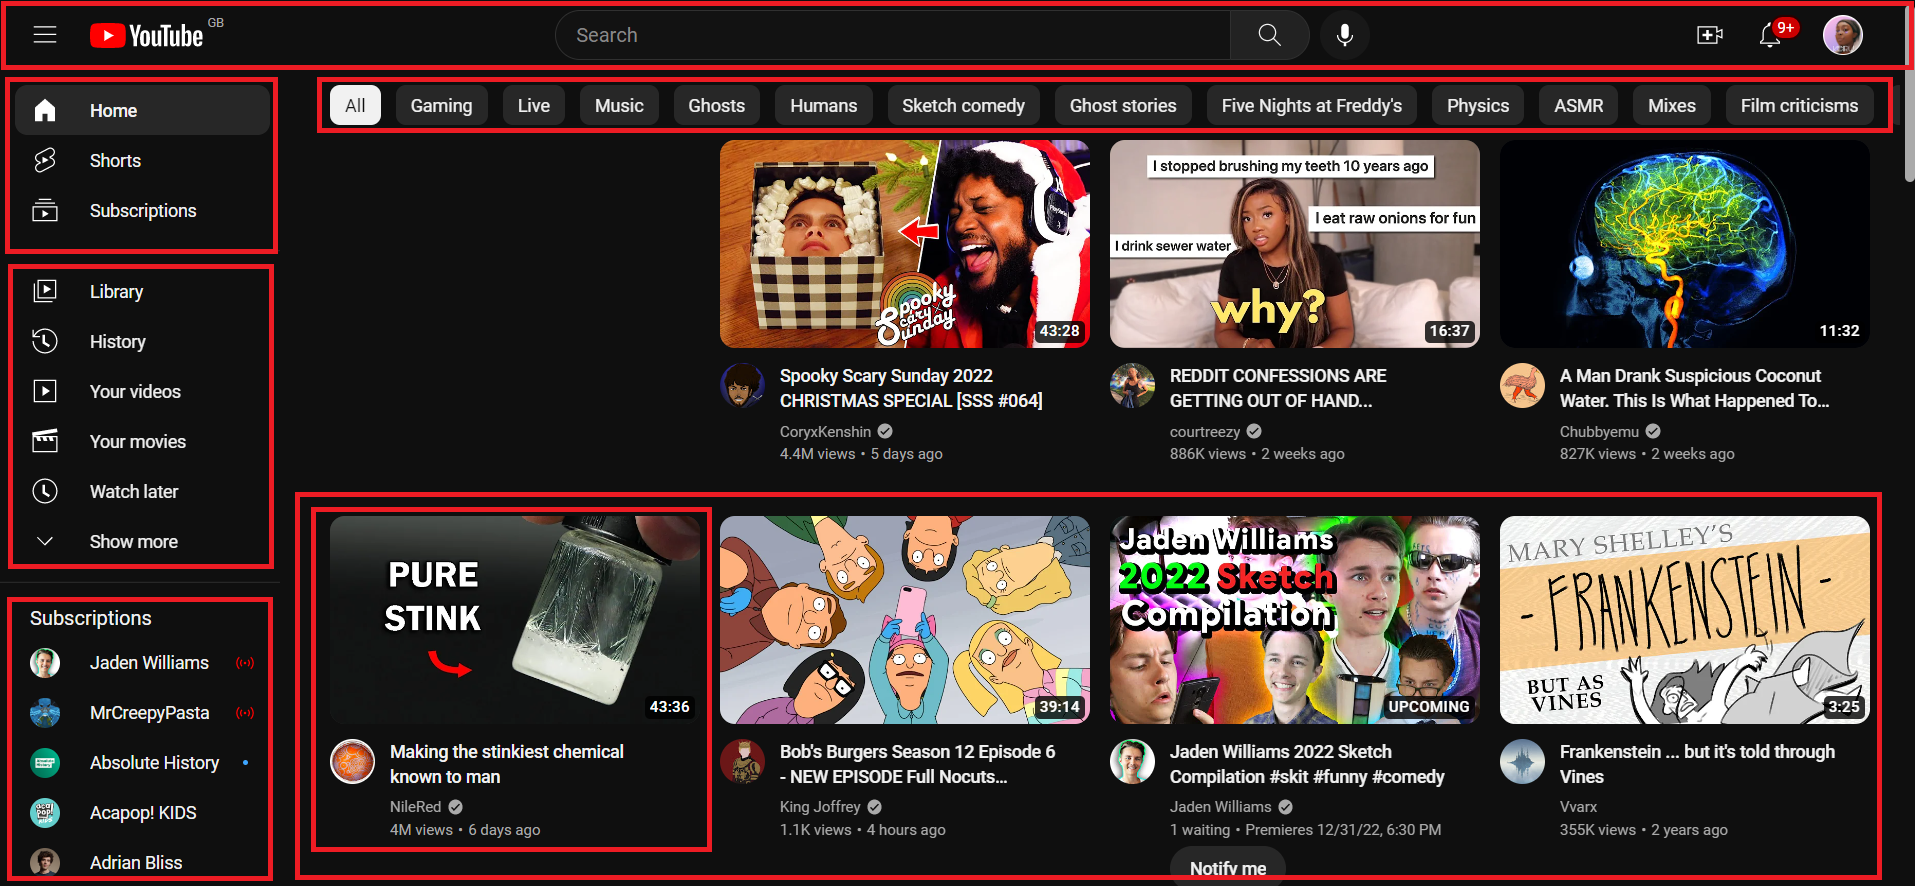 YouTube GB
Search
9+
Home
Shorts
Subscriptions
Library
History
Your videos
Your movies
Watch later
Show more
Subscriptions
Jaden Williams
MrCreepyPasta
Absolute History
Acapop! KIDS
Adrian Bliss
All Gaming Live Music Ghosts Humans Sketch comedy Ghost stories Five Nights at Freddy's Physics ASMR Mixes Film criticisms
Spooky
Scary
Sunday
43:28
Spooky Scary Sunday 2022
CHRISTMAS SPECIAL [SSS #064]
CoryxKenshin
4.4M views • 5 days ago
I stopped brushing my teeth 10 years ago
I eat raw onions for fun
I drink sewer water
why?
16:37
REDDIT CONFESSIONS ARE
GETTING OUT OF HAND...
courtreezy
886K views • 2 weeks ago
11:32
A Man Drank Suspicious Coconut
Water. This Is What Happened To...
Chubbyemu
827K views • 2 weeks ago
PURE
STINK
43:36
Making the stinkiest chemical
known to man
NileRed
4M views • 6 days ago
39:14
Bob's Burgers Season 12 Episode 6
- NEW EPISODE Full Nocuts...
King Joffrey
1.1K views • 4 hours ago
Jaden Williams
2022 Sketch
Compilation
UPCOMING
Jaden Williams 2022 Sketch
Compilation #skit #funny #comedy
Jaden Williams
1 waiting • Premieres 12/31/22, 6:30 PM
Notify me
MARY SHELLEY'S
- FRANKENSTEIN -
BUT AS
VINES
3:25
Frankenstein ... but it's told through
Vines
Vvarx
355K views • 2 years ago